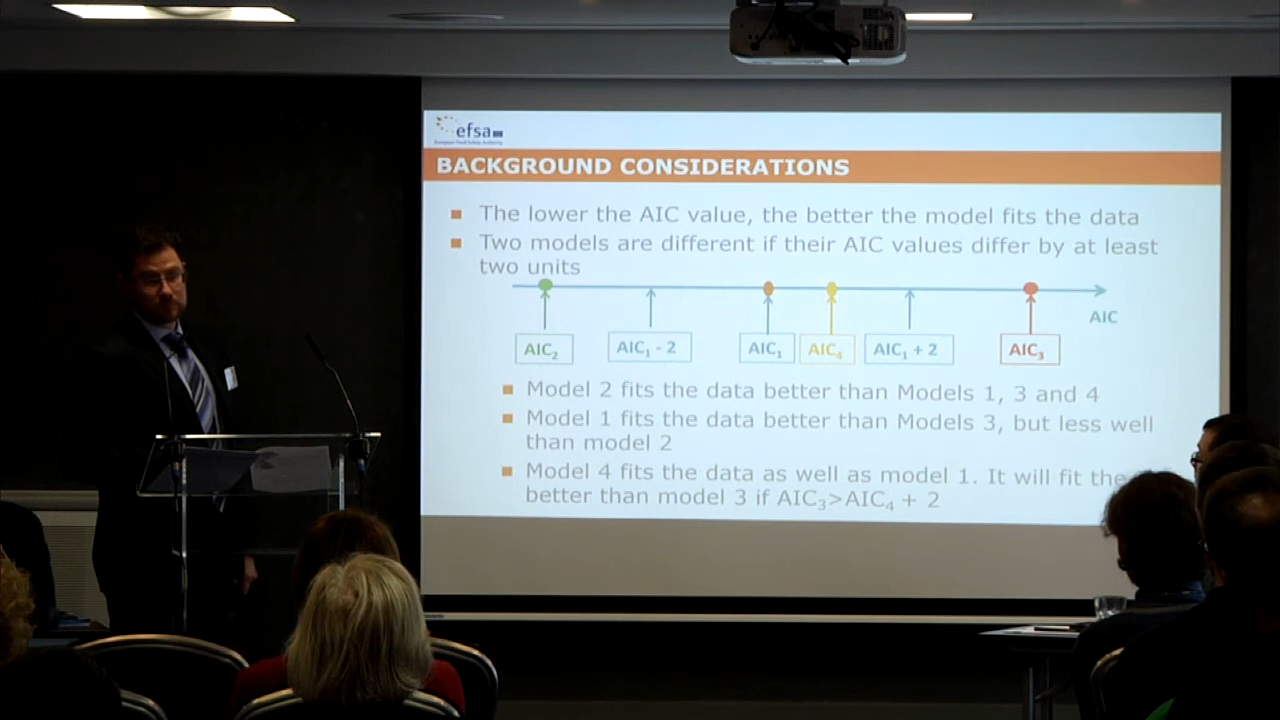 efsa
European Food Safety Authority
BACKGROUND CONSIDERATIONS
The lower the AIC value, the better the model fits the data
Two models are different if their AIC values differ by at least
two units
AIC
AIC₂ AIC₁ - 2 AIC₁ AIC₄ AIC₁ + 2 AIC₃
Model 2 fits the data better than Models 1, 3 and 4
Model 1 fits the data better than Models 3, but less well
than model 2
Model 4 fits the data as well as model 1. It will fit the
better than model 3 if AIC₃>AIC₄ + 2